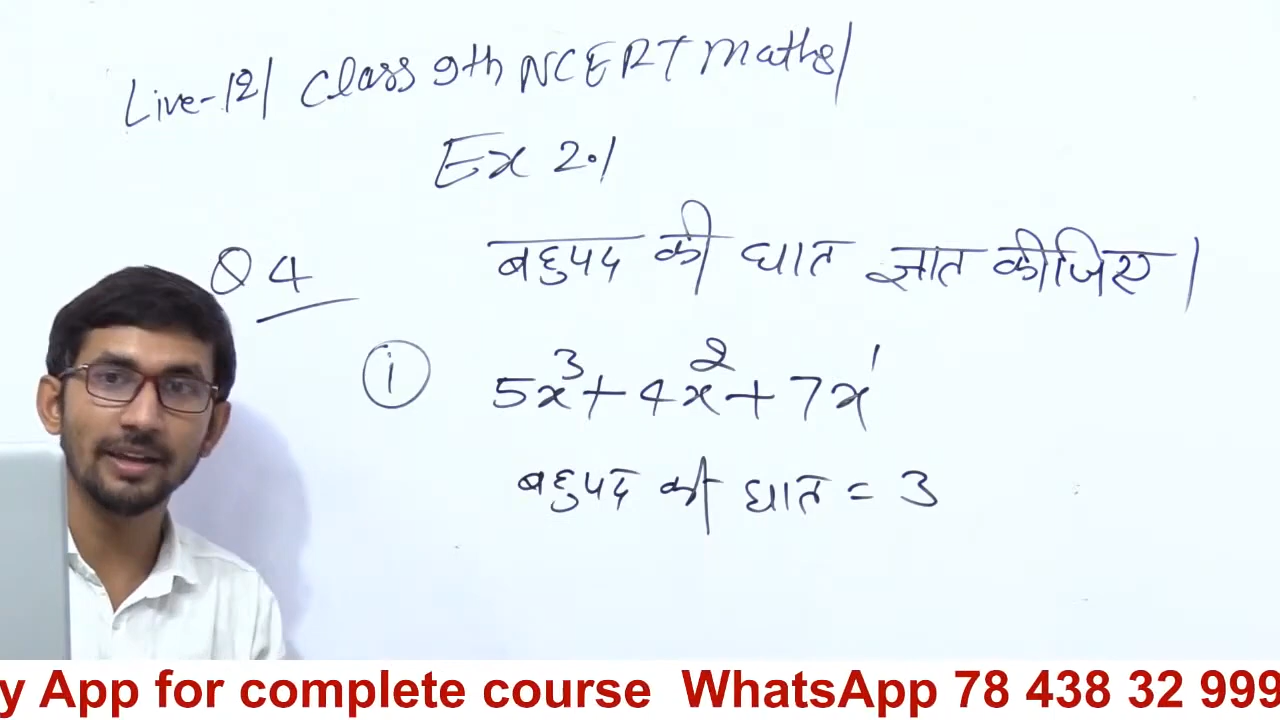 Live-12/ Class 9th NCERT Maths/
Ex 2.1
Q 4 बहुपद की घात ज्ञात कीजिए।
(i) 5x³+4x²+7x¹
बहुपद की घात = 3
y App for complete course WhatsApp 78 438 32 999